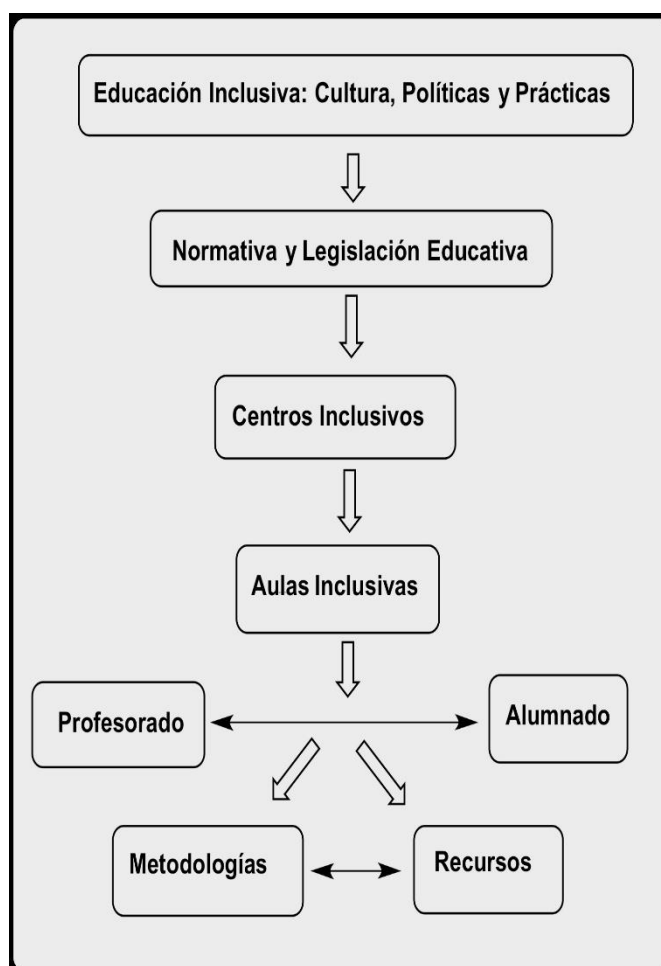 Educación Inclusiva: Cultura, Políticas y Prácticas
Normativa y Legislación Educativa
Centros Inclusivos
Aulas Inclusivas
Profesorado
Alumnado
Metodologías
Recursos